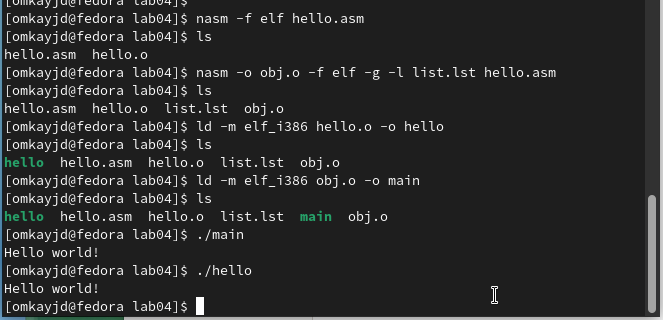 [omkayjd@fedora lab04]$
[omkayjd@fedora lab04]$ nasm -f elf hello.asm
[omkayjd@fedora lab04]$ ls
hello.asm  hello.o
[omkayjd@fedora lab04]$ nasm -o obj.o -f elf -g -l list.lst hello.asm
[omkayjd@fedora lab04]$ ls
hello.asm  hello.o  list.lst  obj.o
[omkayjd@fedora lab04]$ ld -m elf_i386 hello.o -o hello
[omkayjd@fedora lab04]$ ls
hello  hello.asm  hello.o  list.lst  obj.o
[omkayjd@fedora lab04]$ ld -m elf_i386 obj.o -o main
[omkayjd@fedora lab04]$ ls
hello  hello.asm  hello.o  list.lst  main  obj.o
[omkayjd@fedora lab04]$ ./main
Hello world!
[omkayjd@fedora lab04]$ ./hello
Hello world!
[omkayjd@fedora lab04]$